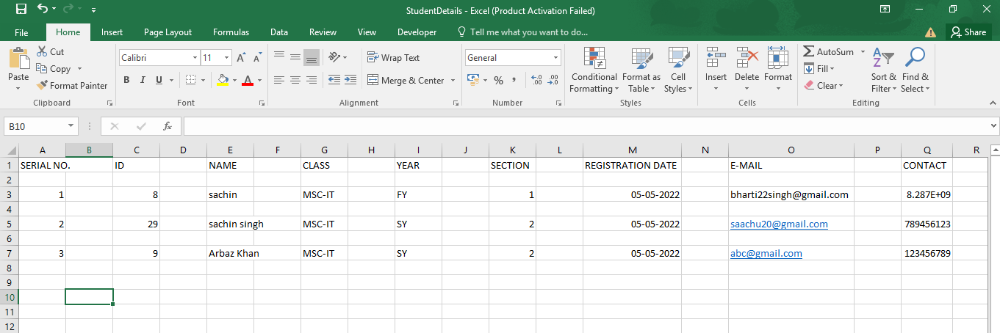 StudentDetails - Excel (Product Activation Failed)
File Home Insert Page Layout Formulas Data Review View Developer Tell me what you want to do... Share
Cut
Copy
Format Painter
Paste
Clipboard
Calibri 11 A A
B I U A
Font
Wrap Text
Merge & Center
Alignment
General
% , .0 .00 .00 .0
Number
Conditional Formatting
Format as Table
Cell Styles
Styles
Insert Delete Format
Cells
AutoSum
Fill
Clear
Sort & Filter
Find & Select
Editing
B10 fx
A B C D E F G H I J K L M N O P Q R
1 SERIAL NO. ID NAME CLASS YEAR SECTION REGISTRATION DATE E-MAIL CONTACT
2
3 1 8 sachin MSC-IT FY 1 05-05-2022 bharti22singh@gmail.com 8.287E+09
4
5 2 29 sachin singh MSC-IT SY 2 05-05-2022 saachu20@gmail.com 789456123
6
7 3 9 Arbaz Khan MSC-IT SY 2 05-05-2022 abc@gmail.com 123456789
8
9
10
11
12